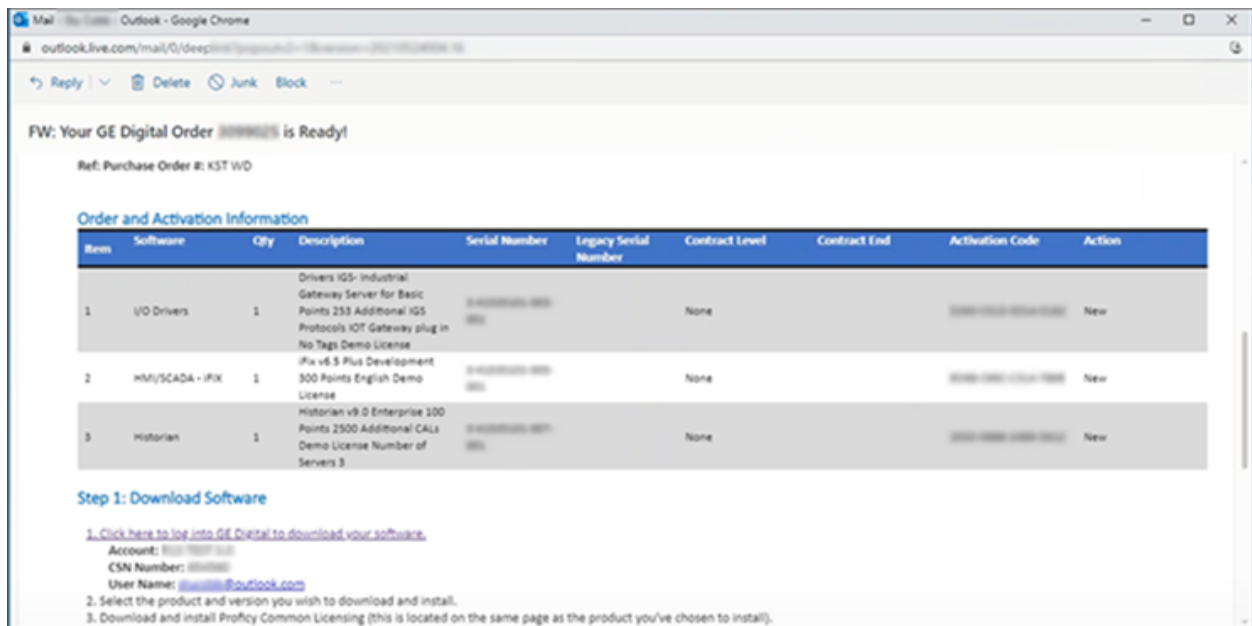 Mail Outlook - Google Chrome
outlook.live.com/mail/0/deep
Reply Delete Junk Block ...
FW: Your GE Digital Order is Ready!
Ref: Purchase Order #: KST WD
Order and Activation Information
Item Software Qty Description Serial Number Legacy Serial Number Contract Level Contract End Activation Code Action
1 I/O Drivers 1 Drivers IGS- Industrial Gateway Server for Basic Points 253 Additional IGS Protocols IOT Gateway plug in No Tags Demo License None New
2 HMI/SCADA - iFIX 1 iFix v6.5 Plus Development 300 Points English Demo License None New
3 Historian 1 Historian v9.0 Enterprise 100 Points 2500 Additional CALs Demo License Number of Servers 3 None New
Step 1: Download Software
1. Click here to log into GE Digital to download your software.
Account:
CSN Number:
User Name: @outlook.com
2. Select the product and version you wish to download and install.
3. Download and install Proficy Common Licensing (this is located on the same page as the product you've chosen to install).